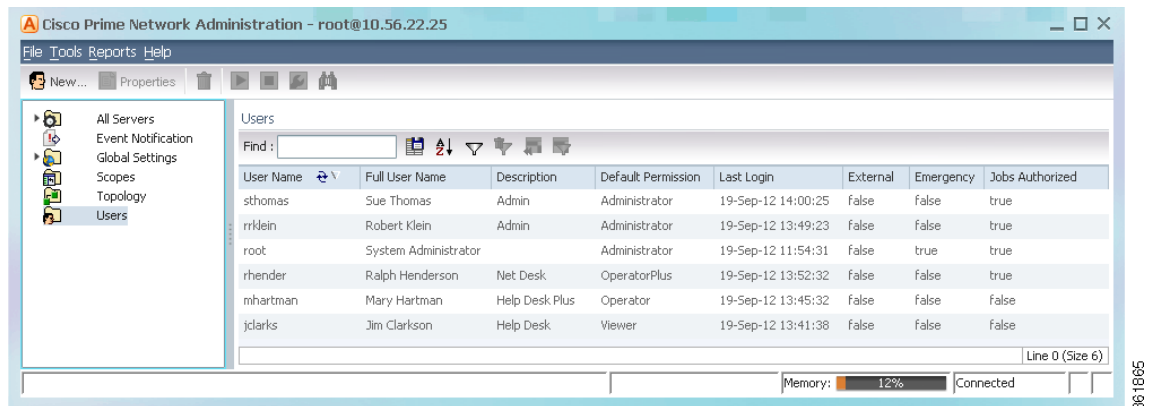 Cisco Prime Network Administration - root@10.56.22.25
File Tools Reports Help
New... Properties
All Servers
Event Notification
Global Settings
Scopes
Topology
Users
Users
Find :
User Name Full User Name Description Default Permission Last Login External Emergency Jobs Authorized
sthomas Sue Thomas Admin Administrator 19-Sep-12 14:00:25 false false true
rrklein Robert Klein Admin Administrator 19-Sep-12 13:49:23 false false true
root System Administrator Administrator 19-Sep-12 11:54:31 false true true
rhender Ralph Henderson Net Desk OperatorPlus 19-Sep-12 13:52:32 false false true
mhartman Mary Hartman Help Desk Plus Operator 19-Sep-12 13:45:32 false false false
jclarks Jim Clarkson Help Desk Viewer 19-Sep-12 13:41:38 false false false
Line 0 (Size 6)
Memory: 12% Connected
361865